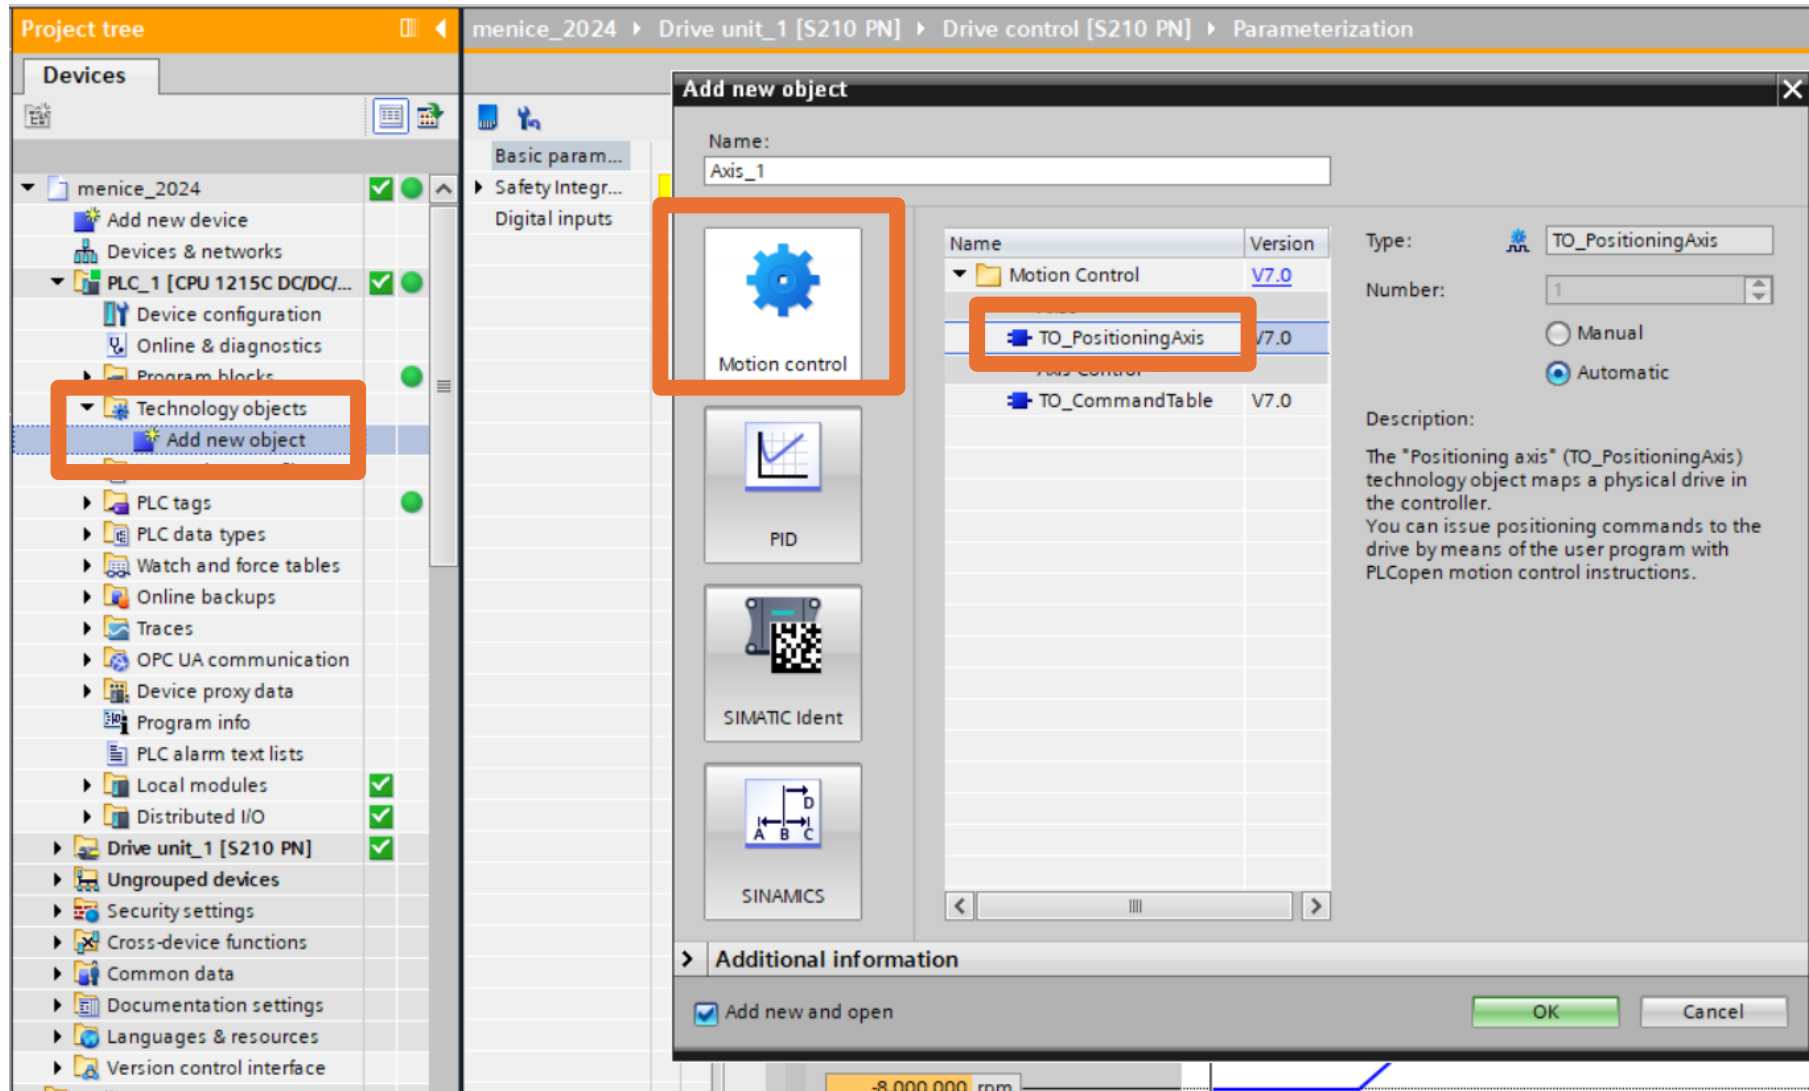 Project tree
menice_2024 Drive unit_1 [S210 PN] Drive control [S210 PN] Parameterization
Devices
menice_2024
Add new device
Devices & networks
PLC_1 [CPU 1215C DC/DC/...
Device configuration
Online & diagnostics
Program blocks
Technology objects
Add new object
PLC tags
PLC data types
Watch and force tables
Online backups
Traces
OPC UA communication
Device proxy data
Program info
PLC alarm text lists
Local modules
Distributed I/O
Drive unit_1 [S210 PN]
Ungrouped devices
Security settings
Cross-device functions
Common data
Documentation settings
Languages & resources
Version control interface
Basic param...
Safety Integr...
Digital inputs
Add new object
Name:
Axis_1
Motion control
PID
SIMATIC Ident
A B C D
SINAMICS
Name Version
Motion Control V7.0
TO_PositioningAxis V7.0
Axis Control
TO_CommandTable V7.0
Type: TO_PositioningAxis
Number: 1
Manual
Automatic
Description:
The "Positioning axis" (TO_PositioningAxis)
technology object maps a physical drive in
the controller.
You can issue positioning commands to the
drive by means of the user program with
PLCopen motion control instructions.
Additional information
Add new and open
OK Cancel
-8,000.000 rpm